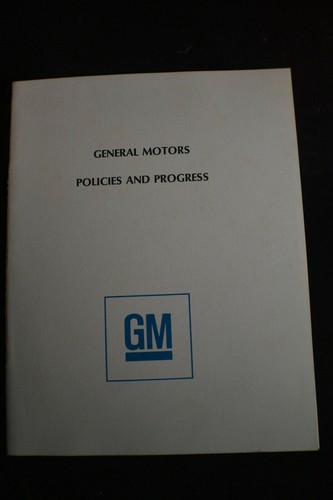 GENERAL MOTORS
POLICIES AND PROGRESS
GM